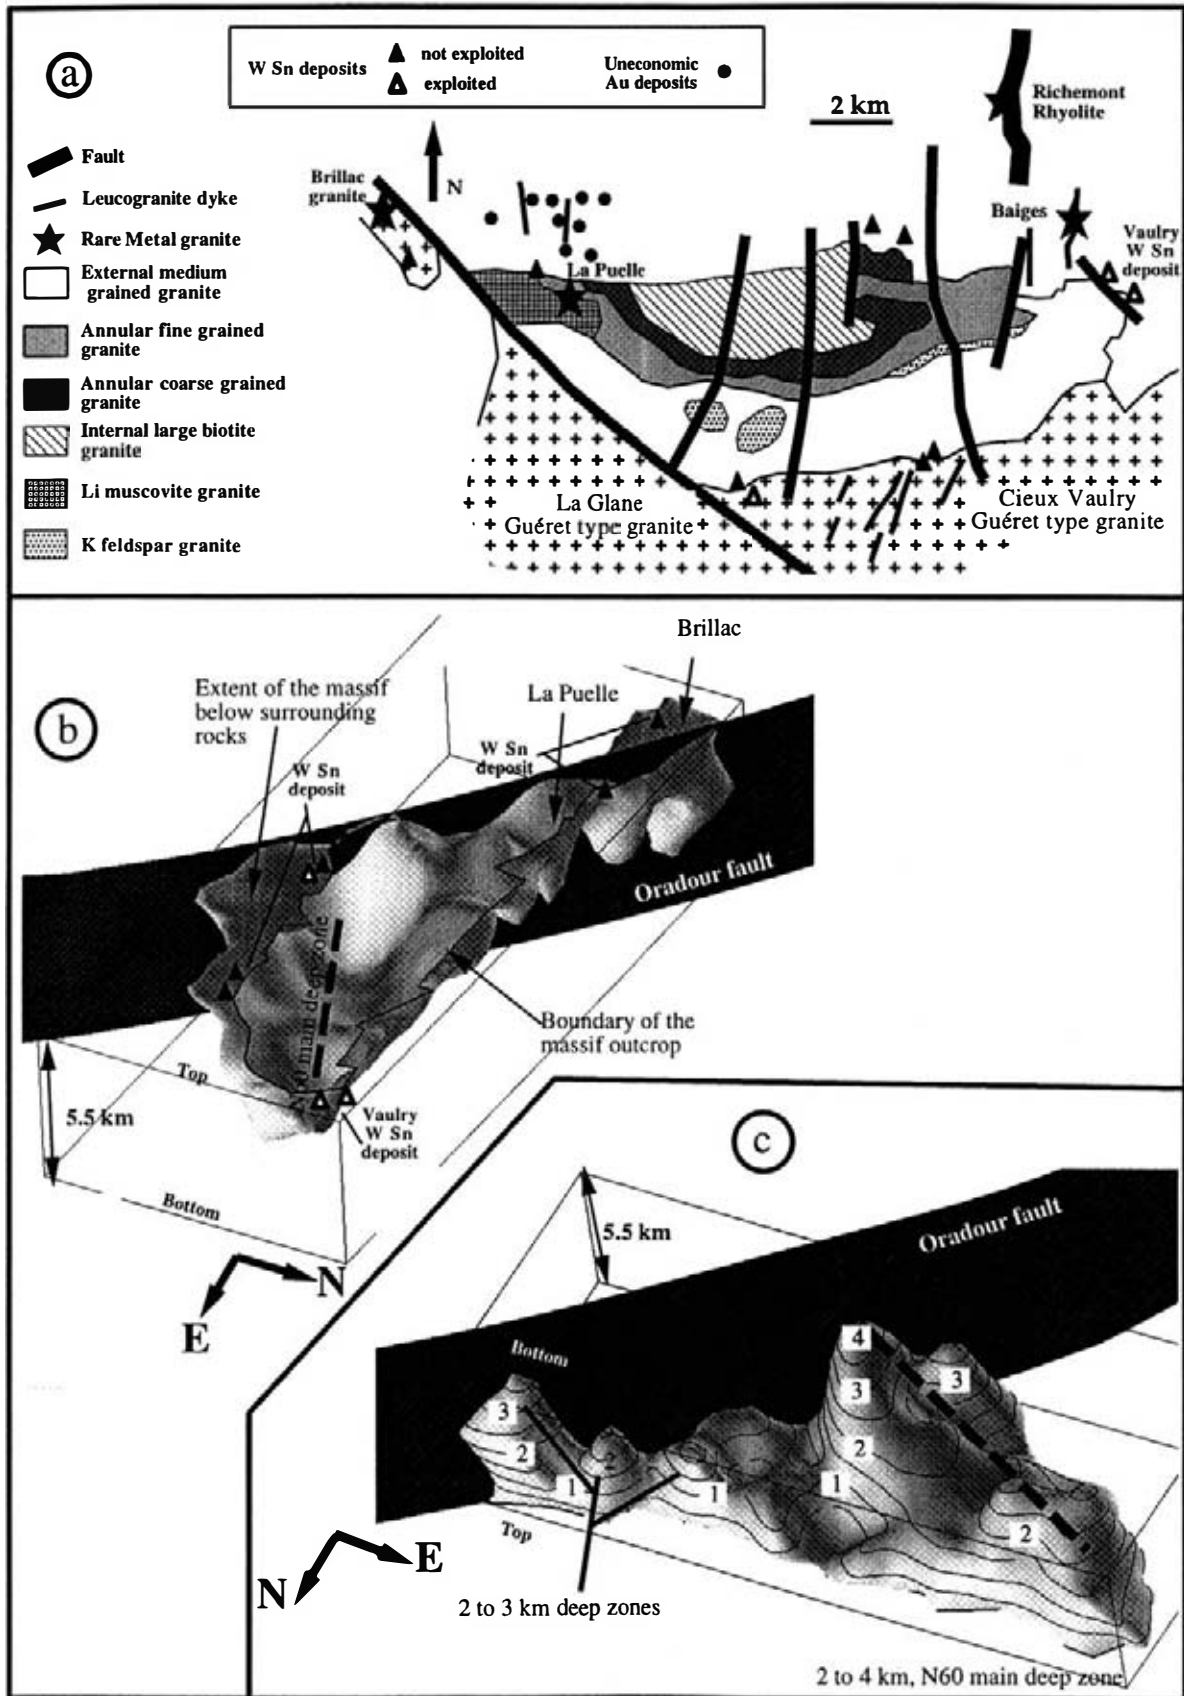 a
W Sn deposits
not exploited
exploited
Uneconomic
Au deposits
Fault
Leucogranite dyke
Rare Metal granite
External medium
grained granite
Annular fine grained
granite
Annular coarse grained
granite
Internal large biotite
granite
Li muscovite granite
K feldspar granite
2 km
N
Brillac
granite
La Puelle
Richemont
Rhyolite
Baiges
Vaulry
W Sn
deposit
La Glane
Guéret type granite
Cieux Vaulry
Guéret type granite
b
Extent of the massif
below surrounding
rocks
W Sn
deposit
La Puelle
Brillac
W Sn
deposit
Oradour fault
main deep zone
Boundary of the
massif outcrop
Top
5.5 km
Vaulry
W Sn
deposit
Bottom
N
E
c
5.5 km
Oradour fault
Bottom
4
3
3
3
2
2
2
1
1
1
2
Top
N
E
2 to 3 km deep zones
2 to 4 km, N60 main deep zone